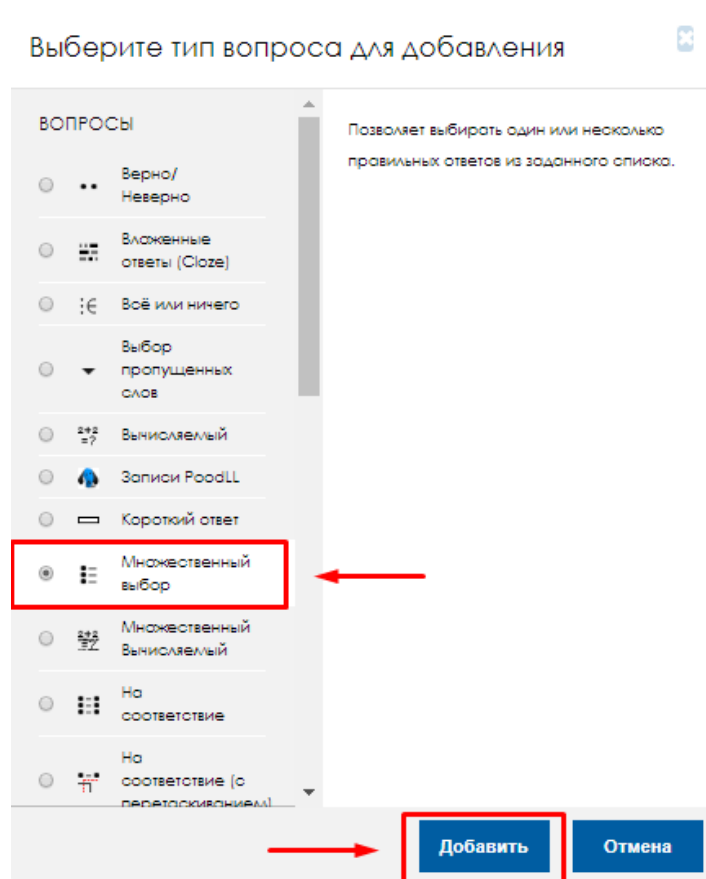 Выберите тип вопроса для добавления
ВОПРОСЫ
Верно/
Неверно
Вложенные
ответы (Cloze)
Всё или ничего
Выбор
пропущенных
слов
Вычисляемый
Записи PoodLL
Короткий ответ
Множественный
выбор
Множественный
Вычисляемый
На
соответствие
На
соответствие (с
перетаскиванием)
Позволяет выбирать один или несколько
правильных ответов из заданного списка.
Добавить
Отмена